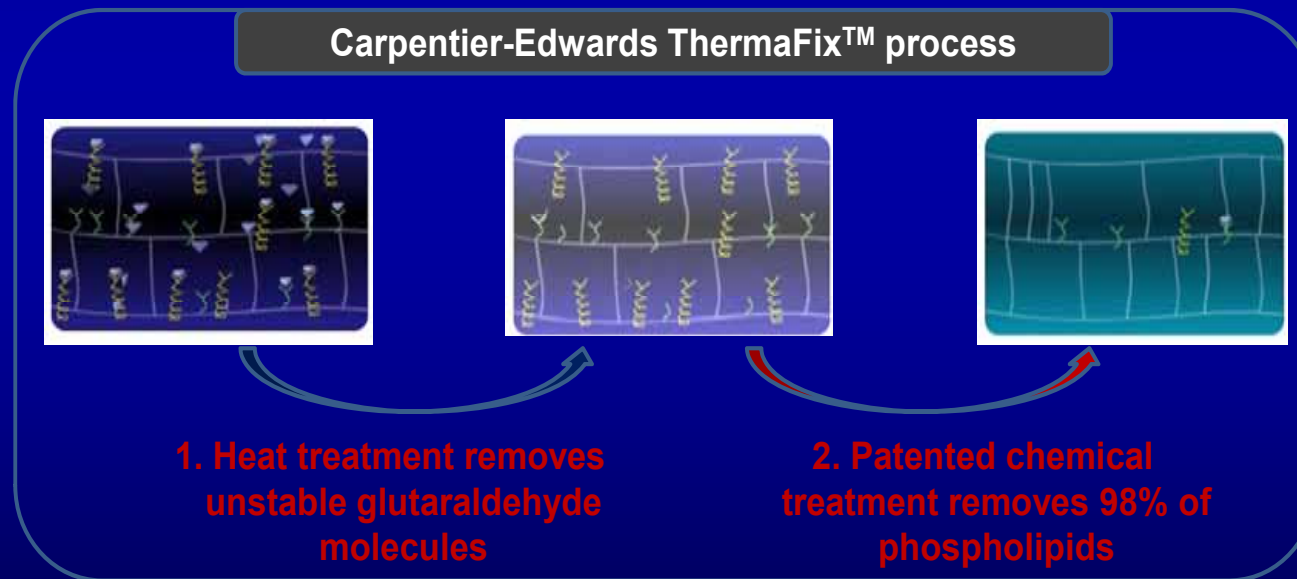 Carpentier-Edwards ThermaFix™ process
1. Heat treatment removes
unstable glutaraldehyde
molecules
2. Patented chemical
treatment removes 98% of
phospholipids